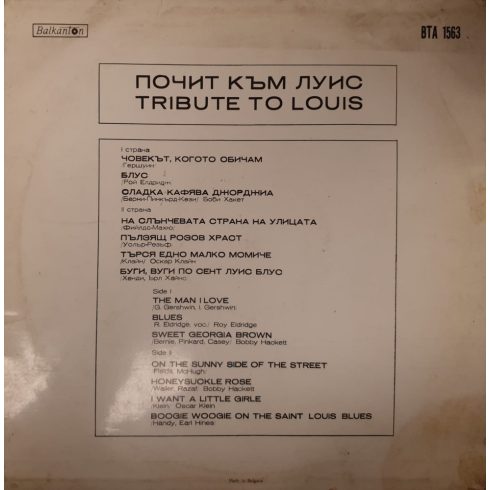 Balkanton
BTA 1563
ПОЧИТ КЪМ ЛУИС
TRIBUTE TO LOUIS
I страна
ЧОВЕКЪТ, КОГОТО ОБИЧАМ
/Гершуин/
БЛУС
/Рой Елдридж/
СЛАДКА КАФЯВА ДЖОРДЖИА
/Берни-Пинкърд-Кези/ Боби Хакет
II страна
НА СЛЪНЧЕВАТА СТРАНА НА УЛИЦАТА
/Фийлдс-Махю/
ПЪЛЗЯЩ РОЗОВ ХРАСТ
/Уолър-Резъф/
ТЪРСЯ ЕДНО МАЛКО МОМИЧЕ
/Клайн/ Оскар Клайн
БУГИ, ВУГИ ПО СЕНТ ЛУИС БЛУС
/Хенди, Ърл Хайнс/
Side I
THE MAN I LOVE
/G. Gershwin, I. Gershwin/
BLUES
/R. Eldridge, voc./ Roy Eldridge
SWEET GEORGIA BROWN
/Bernie, Pinkard, Casey/ Bobby Hackett
Side II
ON THE SUNNY SIDE OF THE STREET
/Fields, McHugh/
HONEYSUCKLE ROSE
/Waller, Razaf/ Bobby Hackett
I WANT A LITTLE GIRLE
/Klein/ Oscar Klein
BOOGIE WOOGIE ON THE SAINT LOUIS BLUES
/Handy, Earl Hines/
Made in Bulgaria